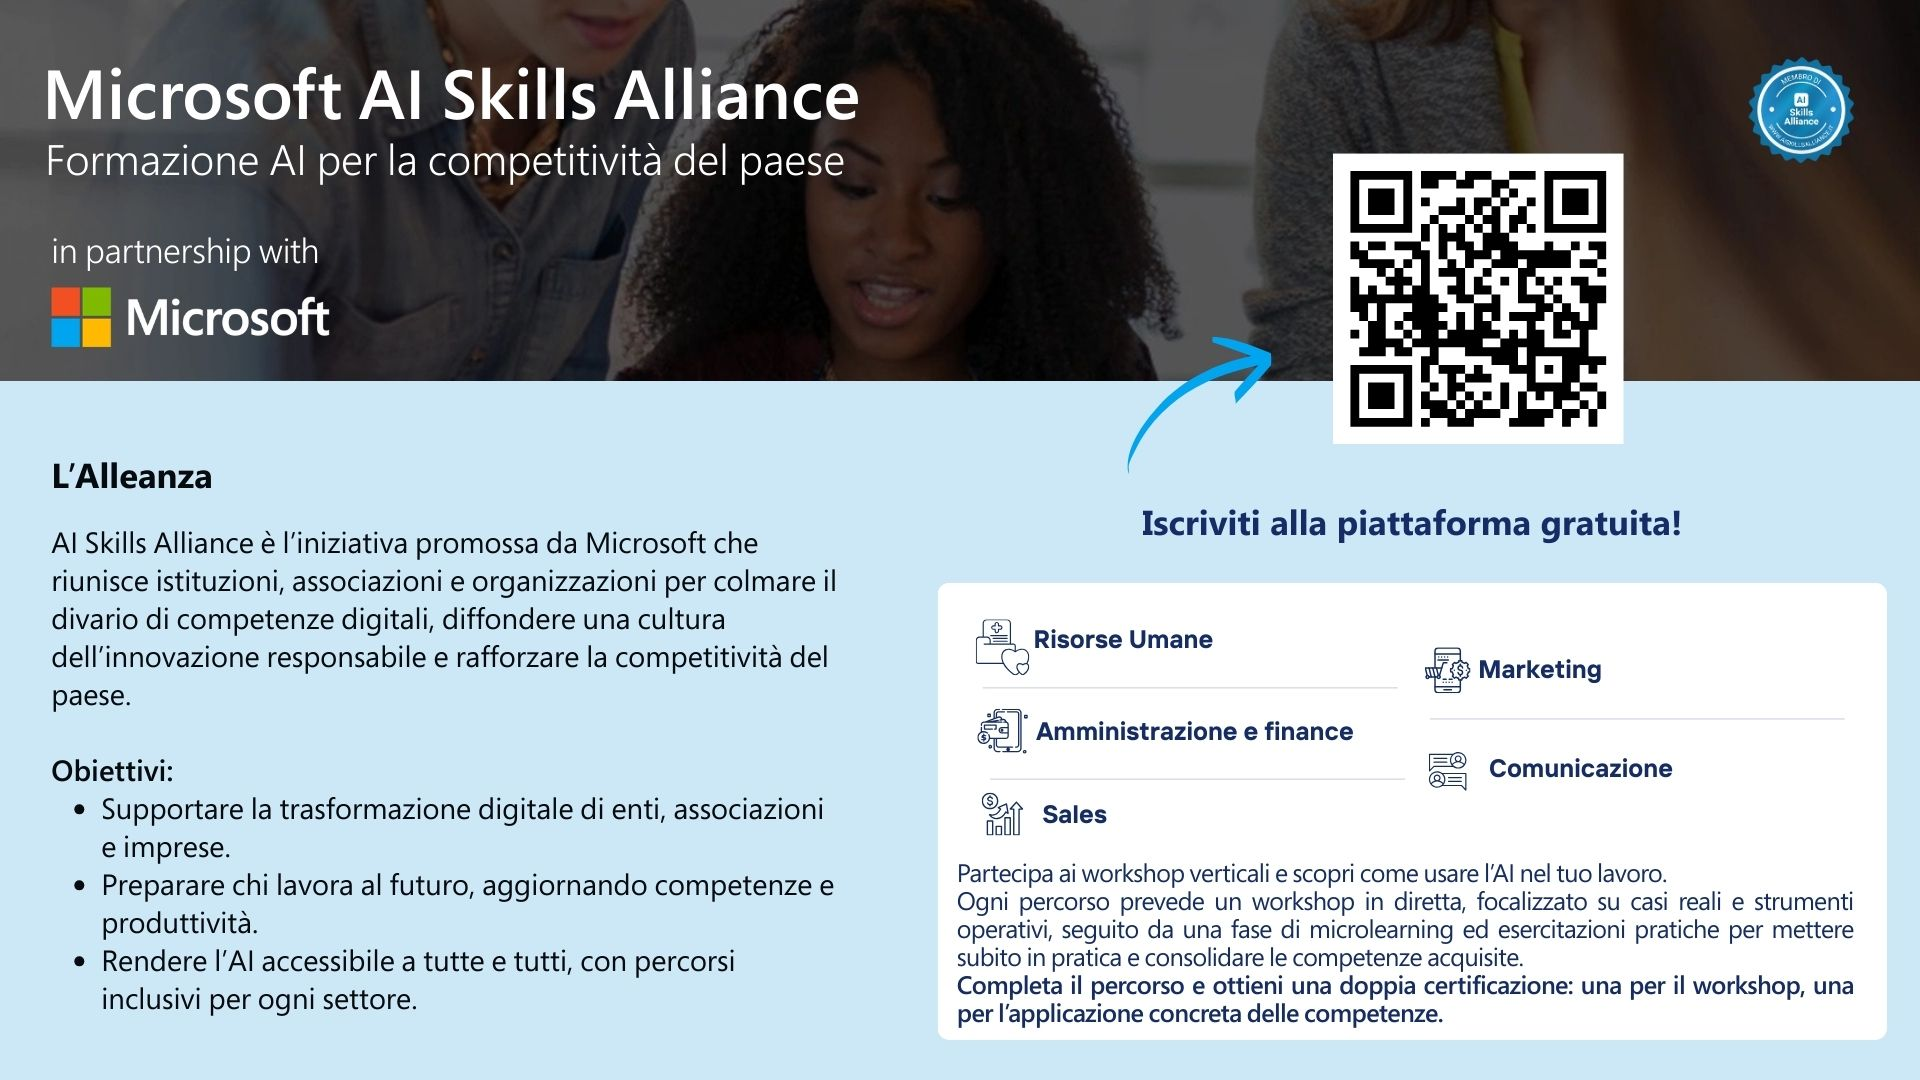 Microsoft AI Skills Alliance
Formazione AI per la competitività del paese
in partnership with
Microsoft
MEMBRO DI
AI
Skills
Alliance
WWW.AISKILLSALLIANCE.IT
L’Alleanza
AI Skills Alliance è l’iniziativa promossa da Microsoft che
riunisce istituzioni, associazioni e organizzazioni per colmare il
divario di competenze digitali, diffondere una cultura
dell’innovazione responsabile e rafforzare la competitività del
paese.
Obiettivi:
• Supportare la trasformazione digitale di enti, associazioni
e imprese.
• Preparare chi lavora al futuro, aggiornando competenze e
produttività.
• Rendere l’AI accessibile a tutte e tutti, con percorsi
inclusivi per ogni settore.
Iscriviti alla piattaforma gratuita!
Risorse Umane
Amministrazione e finance
Sales
Marketing
Comunicazione
Partecipa ai workshop verticali e scopri come usare l’AI nel tuo lavoro.
Ogni percorso prevede un workshop in diretta, focalizzato su casi reali e strumenti
operativi, seguito da una fase di microlearning ed esercitazioni pratiche per mettere
subito in pratica e consolidare le competenze acquisite.
Completa il percorso e ottieni una doppia certificazione: una per il workshop, una
per l’applicazione concreta delle competenze.